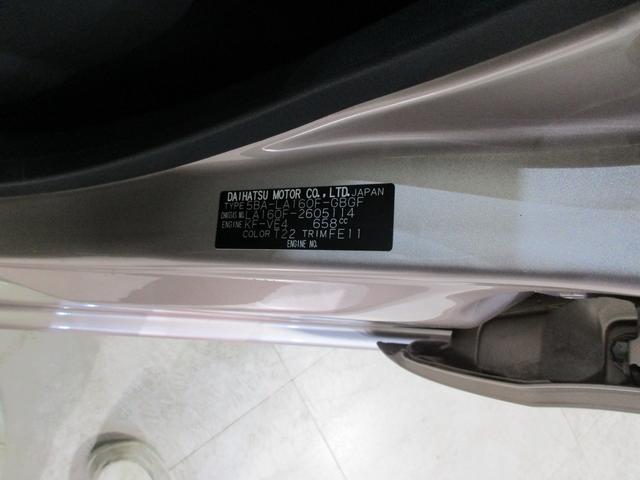 DAIHATSU MOTOR CO., LTD. JAPAN
TYPE 5BA-LA160F-GBGF
CHASSIS NO. LA160F-2605114
ENGINE KF-VE4 658cc
COLOR T22 TRIM FE11
ENGINE NO.